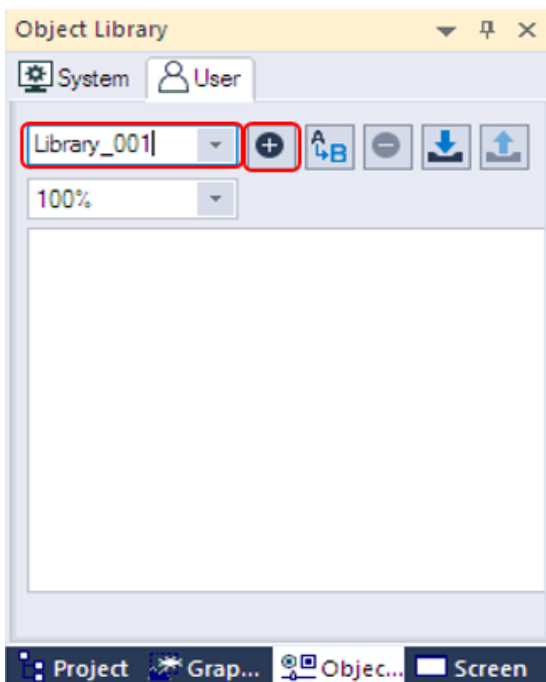 Object Library
System User
Library_001
A B
100%
Project Grap... Objec... Screen